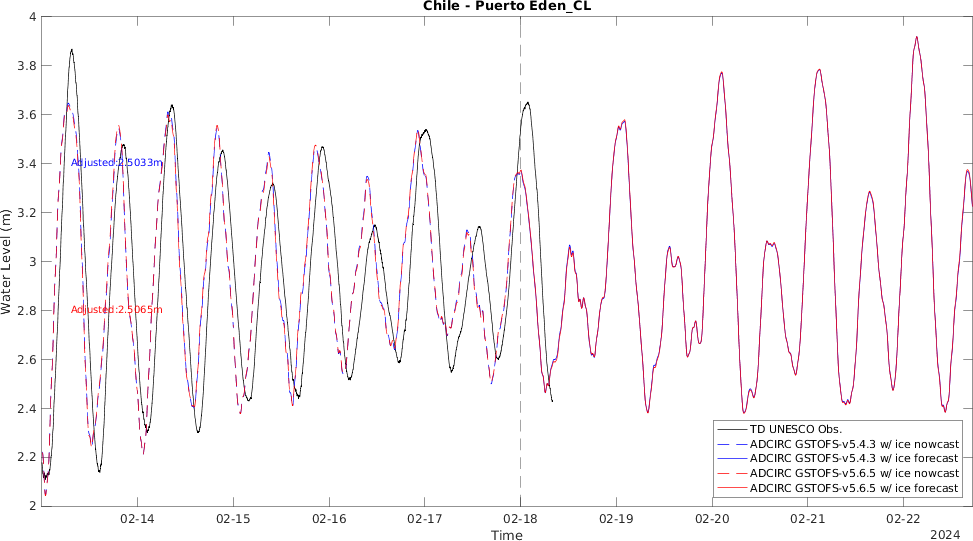 Chile - Puerto Eden_CL
4
3.8
3.6
3.4
3.2
3
2.8
2.6
2.4
2.2
2
Water Level (m)
Adjusted:2.5033m
Adjusted:2.5065m
TD UNESCO Obs.
ADCIRC GSTOFS-v5.4.3 w/ ice nowcast
ADCIRC GSTOFS-v5.4.3 w/ ice forecast
ADCIRC GSTOFS-v5.6.5 w/ ice nowcast
ADCIRC GSTOFS-v5.6.5 w/ ice forecast
02-14 02-15 02-16 02-17 02-18 02-19 02-20 02-21 02-22
Time
2024